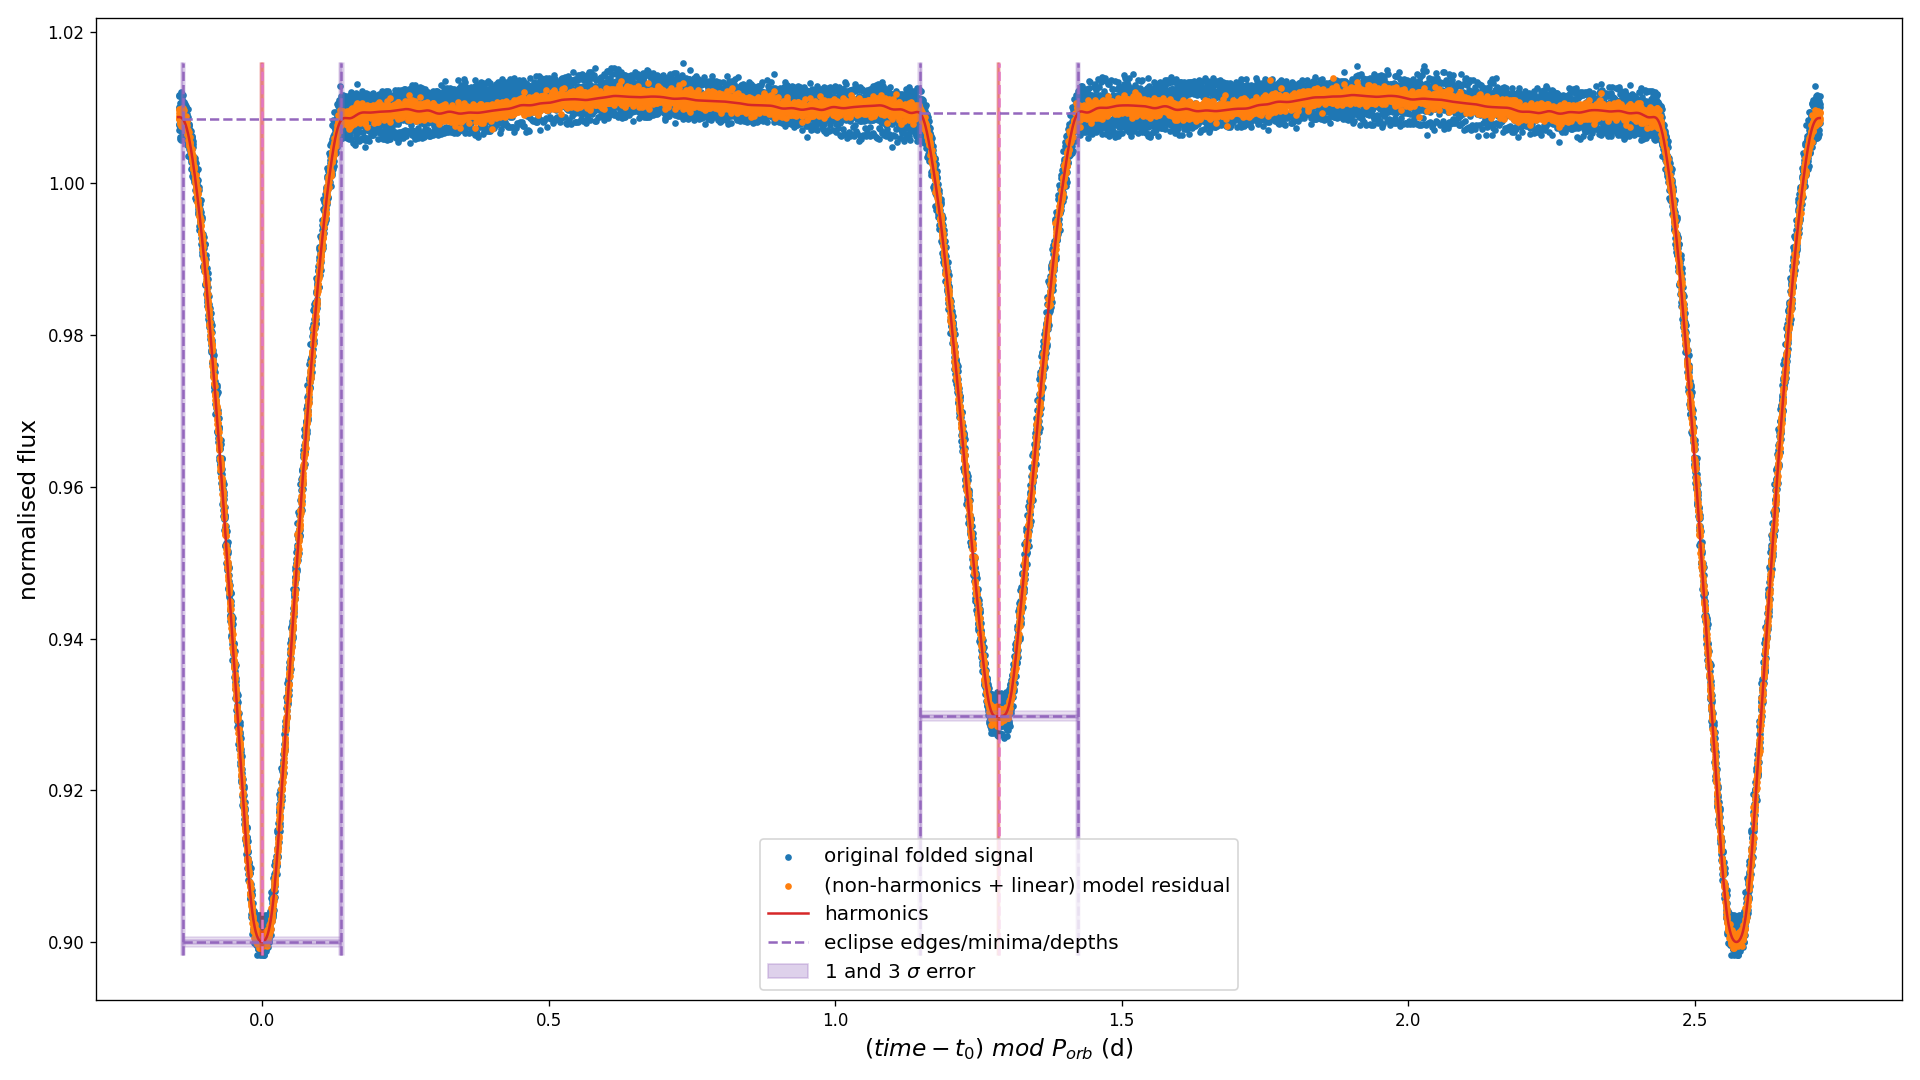 1.02
1.00
0.98
0.96
0.94
0.92
0.90
normalised flux
original folded signal
(non-harmonics + linear) model residual
harmonics
eclipse edges/minima/depths
1 and 3 σ error
0.0 0.5 1.0 1.5 2.0 2.5
(time − t₀) mod P_orb (d)